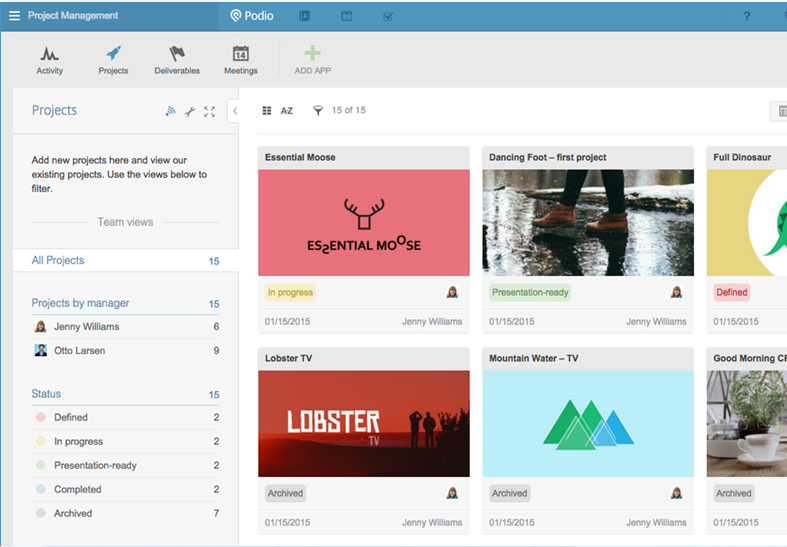 Project Management
Podio
?
Activity
Projects
Deliverables
14
Meetings
ADD APP
Projects
Add new projects here and view our
existing projects. Use the views below to
filter.
Team views
All Projects 15
Projects by manager 15
Jenny Williams 6
Otto Larsen 9
Status 15
Defined 2
In progress 2
Presentation-ready 2
Completed 2
Archived 7
A-Z
15 of 15
Essential Moose
ESSENTIAL MOOSE
In progress
01/15/2015 Jenny Williams
Dancing Foot – first project
Presentation-ready
01/15/2015 Jenny Williams
Full Dinosaur
Defined
01/15/2015
Lobster TV
LOBSTER
TV
Archived
01/15/2015 Jenny Williams
Mountain Water – TV
Archived
01/15/2015 Jenny Williams
Good Morning
Archived
01/15/2015